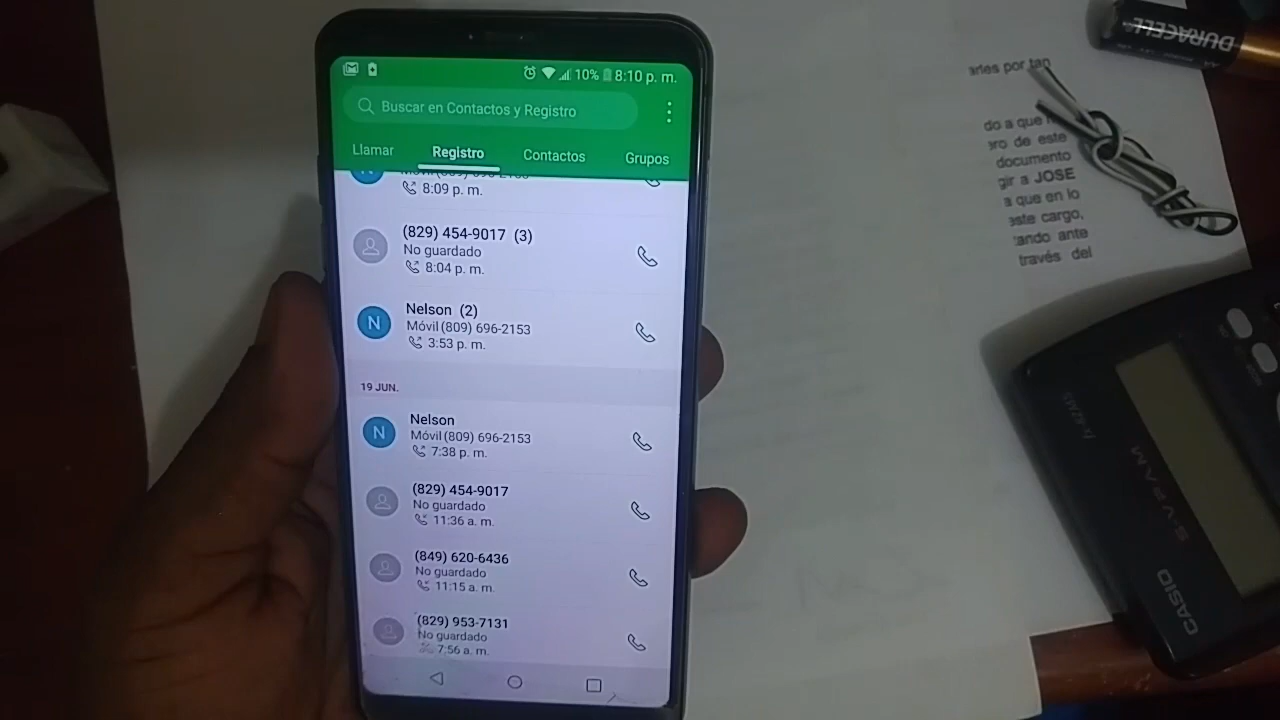 10% 8:10 p. m.
Buscar en Contactos y Registro
Llamar Registro Contactos Grupos
8:09 p. m.
(829) 454-9017 (3)
No guardado
8:04 p. m.
N
Nelson (2)
Móvil (809) 696-2153
3:53 p. m.
19 JUN.
N
Nelson
Móvil (809) 696-2153
7:38 p. m.
(829) 454-9017
No guardado
11:36 a. m.
(849) 620-6436
No guardado
11:15 a. m.
(829) 953-7131
No guardado
7:56 a. m.
DURACELL
por tan
do a que
de este
documento
gir a JOSE
a que en lo
este cargo,
ante
través del
S-V.P.A.M.
CASIO